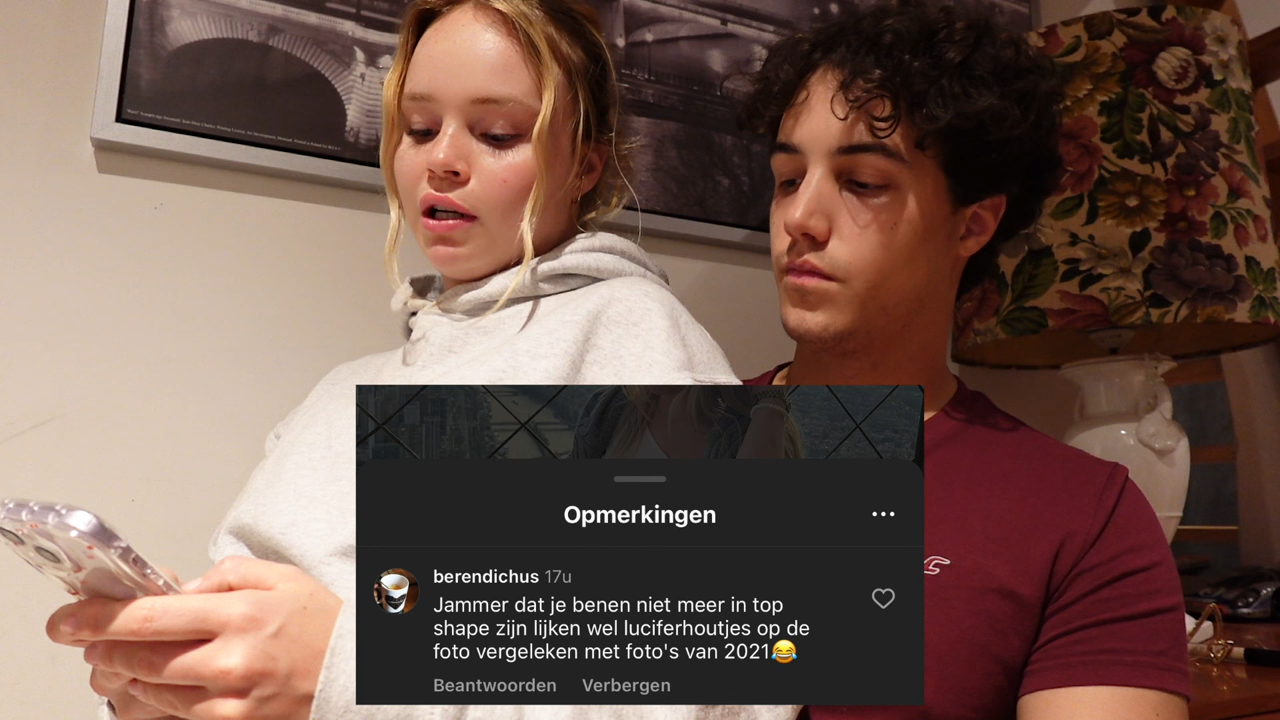 Opmerkingen
berendichus 17u
Jammer dat je benen niet meer in top
shape zijn lijken wel luciferhoutjes op de
foto vergeleken met foto's van 2021😂
Beantwoorden Verbergen